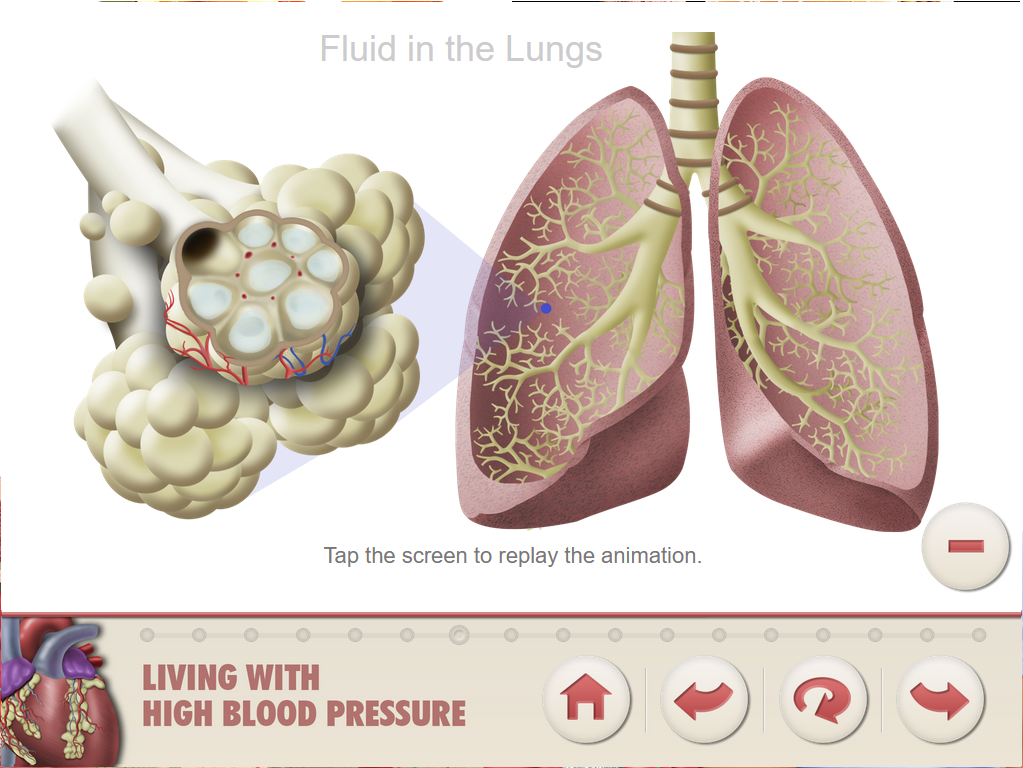 Fluid in the Lungs
Tap the screen to replay the animation.
LIVING WITH
HIGH BLOOD PRESSURE